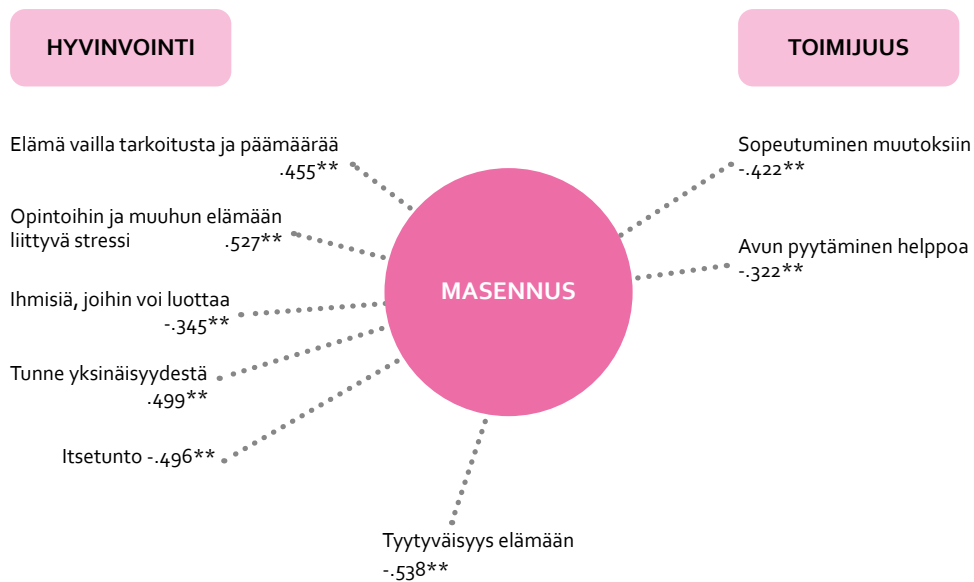 HYVINVOINTI
TOIMIJUUS
Elämä vailla tarkoitusta ja päämäärää
.455**
Opintoihin ja muuhun elämään
liittyvä stressi .527**
Ihmisiä, joihin voi luottaa
-.345**
Tunne yksinäisyydestä
.499**
Itsetunto -.496**
MASENNUS
Sopeutuminen muutoksiin
-.422**
Avun pyytäminen helppoa
-.322**
Tyytyväisyys elämään
-.538**